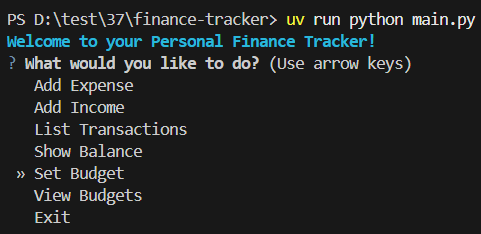 PS D:\test\37\finance-tracker> uv run python main.py
Welcome to your Personal Finance Tracker!
? What would you like to do? (Use arrow keys)
Add Expense
Add Income
List Transactions
Show Balance
» Set Budget
View Budgets
Exit